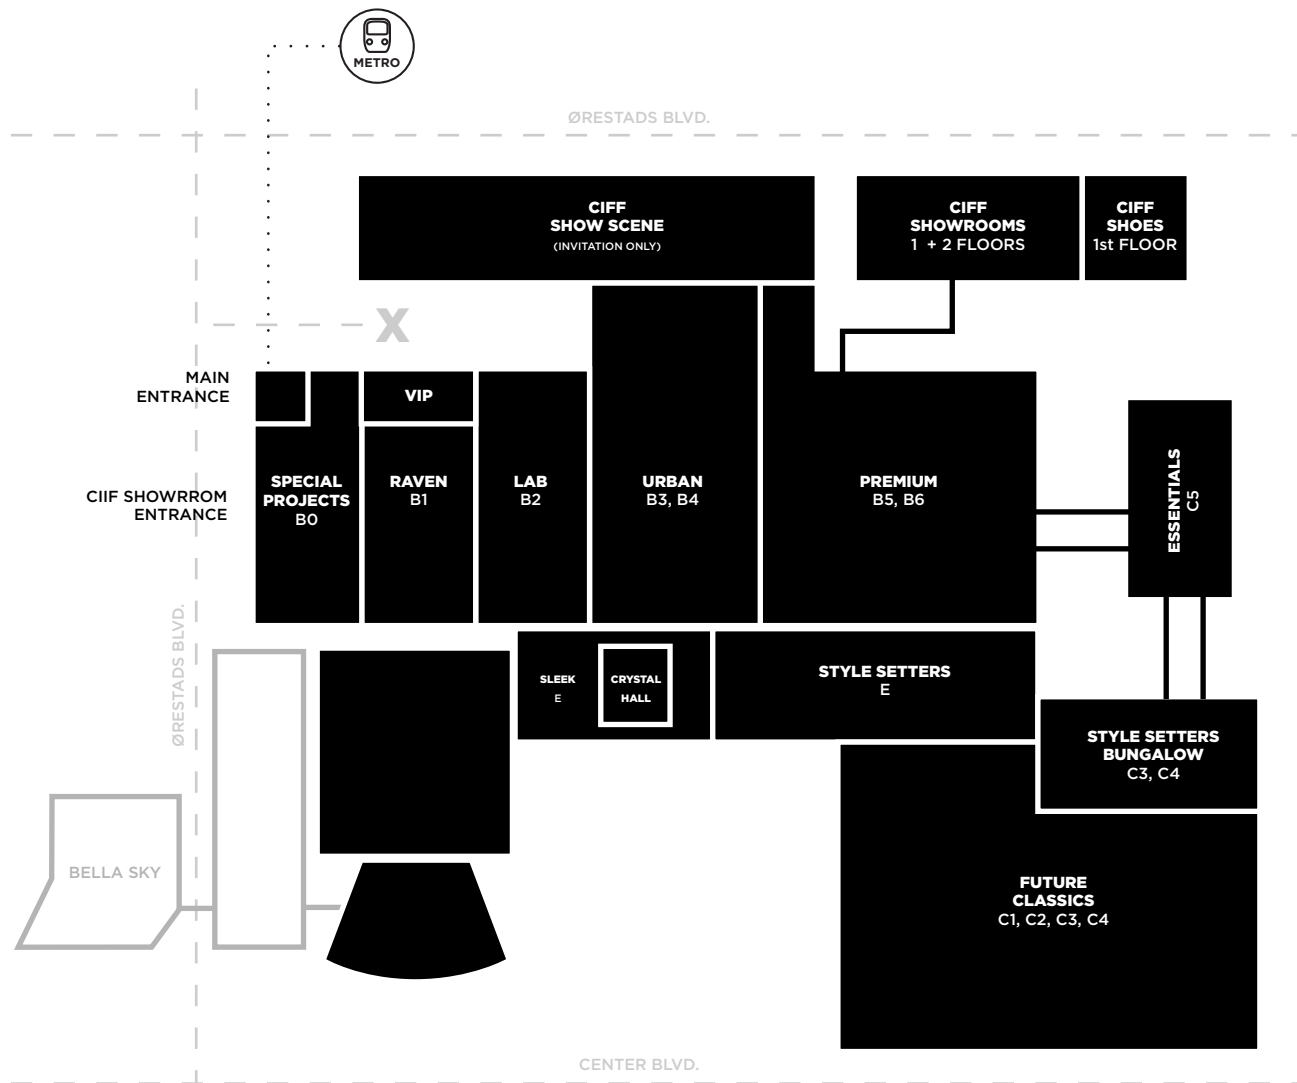 METRO
ØRESTADS BLVD.
CIFF
SHOW SCENE
(INVITATION ONLY)
CIFF
SHOWROOMS
1 + 2 FLOORS
CIFF
SHOES
1st FLOOR
X
MAIN
ENTRANCE
VIP
CIIF SHOWRROM
ENTRANCE
SPECIAL
PROJECTS
B0
RAVEN
B1
LAB
B2
URBAN
B3, B4
PREMIUM
B5, B6
ESSENTIALS
C5
ØRESTADS BLVD.
SLEEK
E
CRYSTAL
HALL
STYLE SETTERS
E
STYLE SETTERS
BUNGALOW
C3, C4
BELLA SKY
FUTURE
CLASSICS
C1, C2, C3, C4
CENTER BLVD.